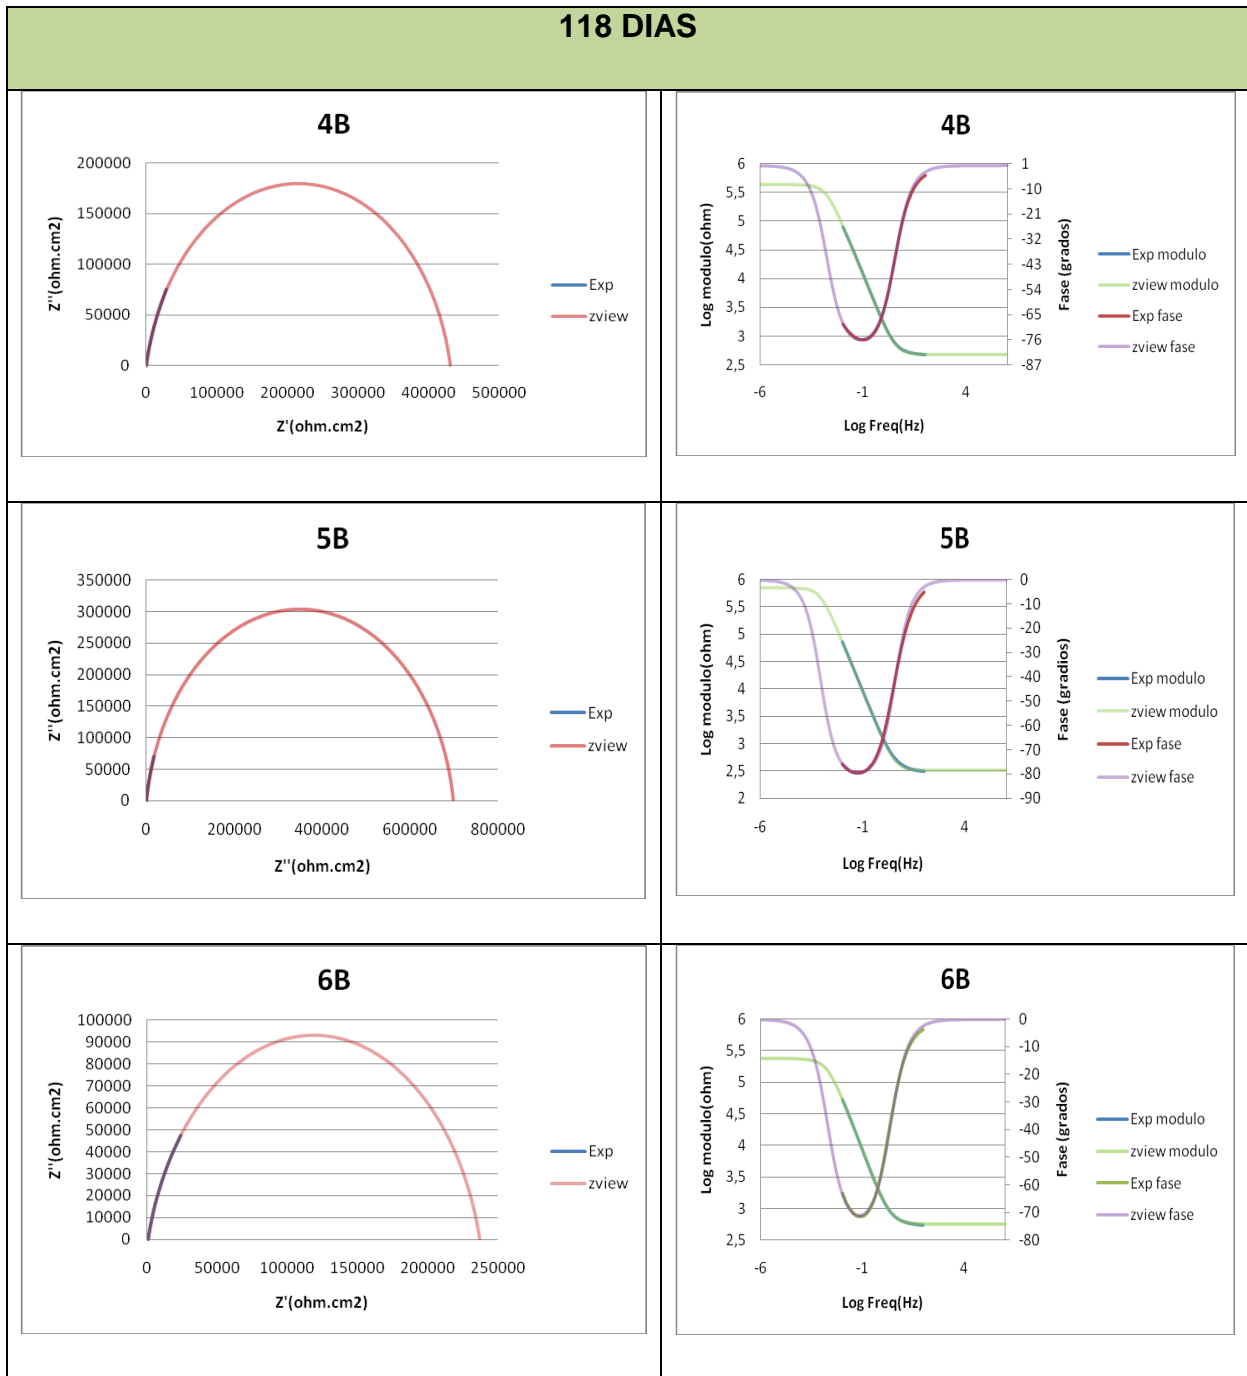 118 DIAS
4B
200000
150000
100000
50000
0
Z''(ohm.cm2)
0 100000 200000 300000 400000 500000
Z'(ohm.cm2)
Exp
zview
4B
6
5,5
5
4,5
4
3,5
3
2,5
Log modulo(ohm)
1
-10
-21
-32
-43
-54
-65
-76
-87
Fase (grados)
-6 -1 4
Log Freq(Hz)
Exp modulo
zview modulo
Exp fase
zview fase
5B
350000
300000
250000
200000
150000
100000
50000
0
Z''(ohm.cm2)
0 200000 400000 600000 800000
Z''(ohm.cm2)
Exp
zview
5B
6
5,5
5
4,5
4
3,5
3
2,5
2
Log modulo(ohm)
0
-10
-20
-30
-40
-50
-60
-70
-80
-90
Fase (gradios)
-6 -1 4
Log Freq(Hz)
Exp modulo
zview modulo
Exp fase
zview fase
6B
100000
90000
80000
70000
60000
50000
40000
30000
20000
10000
0
Z''(ohm.cm2)
0 50000 100000 150000 200000 250000
Z'(ohm.cm2)
Exp
zview
6B
6
5,5
5
4,5
4
3,5
3
2,5
Log modulo(ohm)
0
-10
-20
-30
-40
-50
-60
-70
-80
Fase (grados)
-6 -1 4
Log Freq(Hz)
Exp modulo
zview modulo
Exp fase
zview fase